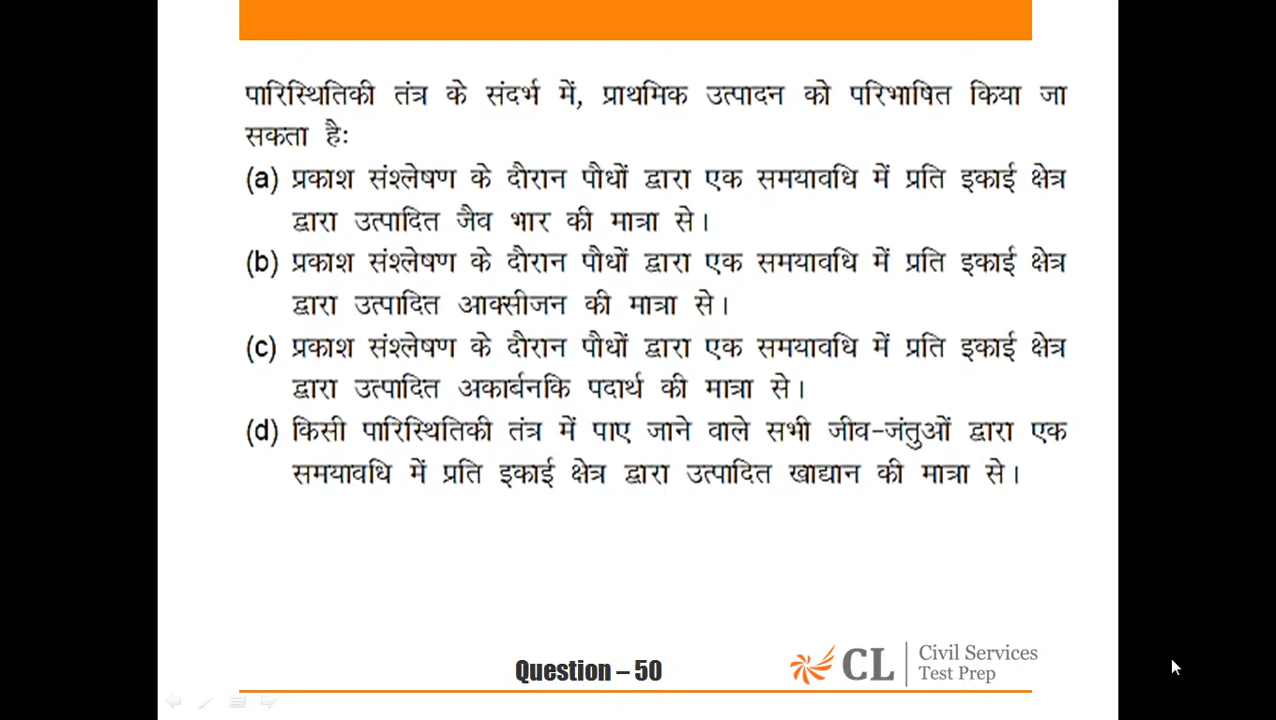 पारिस्थितिकी तंत्र के संदर्भ में, प्राथमिक उत्पादन को परिभाषित किया जा
सकता है:
(a) प्रकाश संश्लेषण के दौरान पौधों द्वारा एक समयावधि में प्रति इकाई क्षेत्र
द्वारा उत्पादित जैव भार की मात्रा से।
(b) प्रकाश संश्लेषण के दौरान पौधों द्वारा एक समयावधि में प्रति इकाई क्षेत्र
द्वारा उत्पादित आक्सीजन की मात्रा से।
(c) प्रकाश संश्लेषण के दौरान पौधों द्वारा एक समयावधि में प्रति इकाई क्षेत्र
द्वारा उत्पादित अकार्बनकि पदार्थ की मात्रा से।
(d) किसी पारिस्थितिकी तंत्र में पाए जाने वाले सभी जीव-जंतुओं द्वारा एक
समयावधि में प्रति इकाई क्षेत्र द्वारा उत्पादित खाद्यान की मात्रा से।
Question – 50
CL
Civil Services
Test Prep